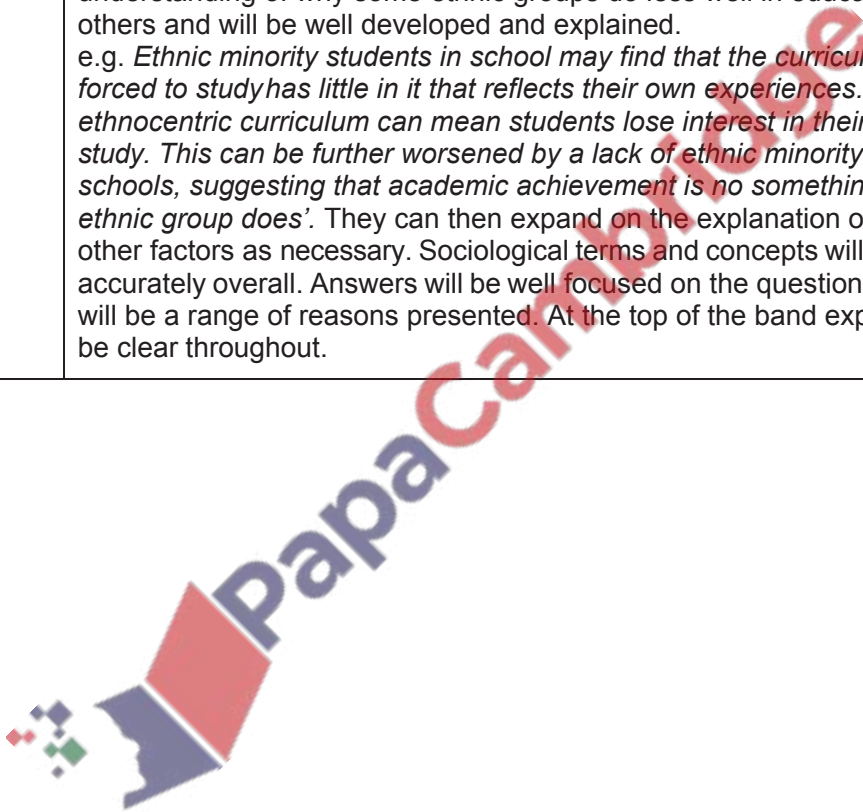 understanding of why some ethnic groups do less well in educa
others and will be well developed and explained.
e.g. Ethnic minority students in school may find that the curricul
forced to studyhas little in it that reflects their own experiences.
ethnocentric curriculum can mean students lose interest in their
study. This can be further worsened by a lack of ethnic minority
schools, suggesting that academic achievement is no somethin
ethnic group does'. They can then expand on the explanation o
other factors as necessary. Sociological terms and concepts will
accurately overall. Answers will be well focused on the question
will be a range of reasons presented. At the top of the band exp
be clear throughout.
PapaCambridge